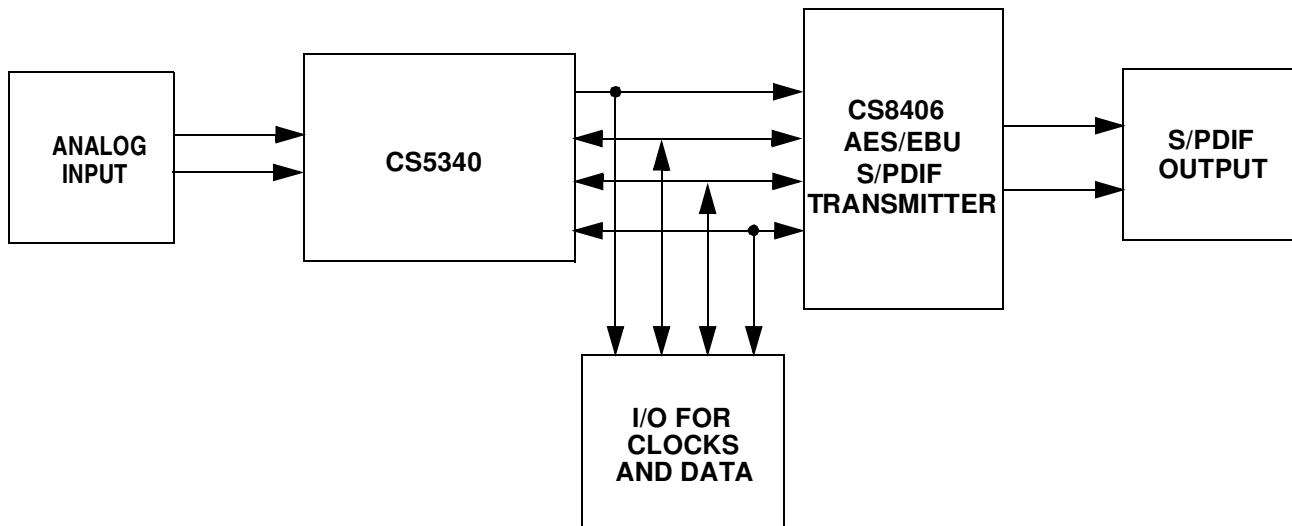 ANALOG
INPUT
CS5340
CS8406
AES/EBU
S/PDIF
TRANSMITTER
S/PDIF
OUTPUT
I/O FOR
CLOCKS
AND DATA